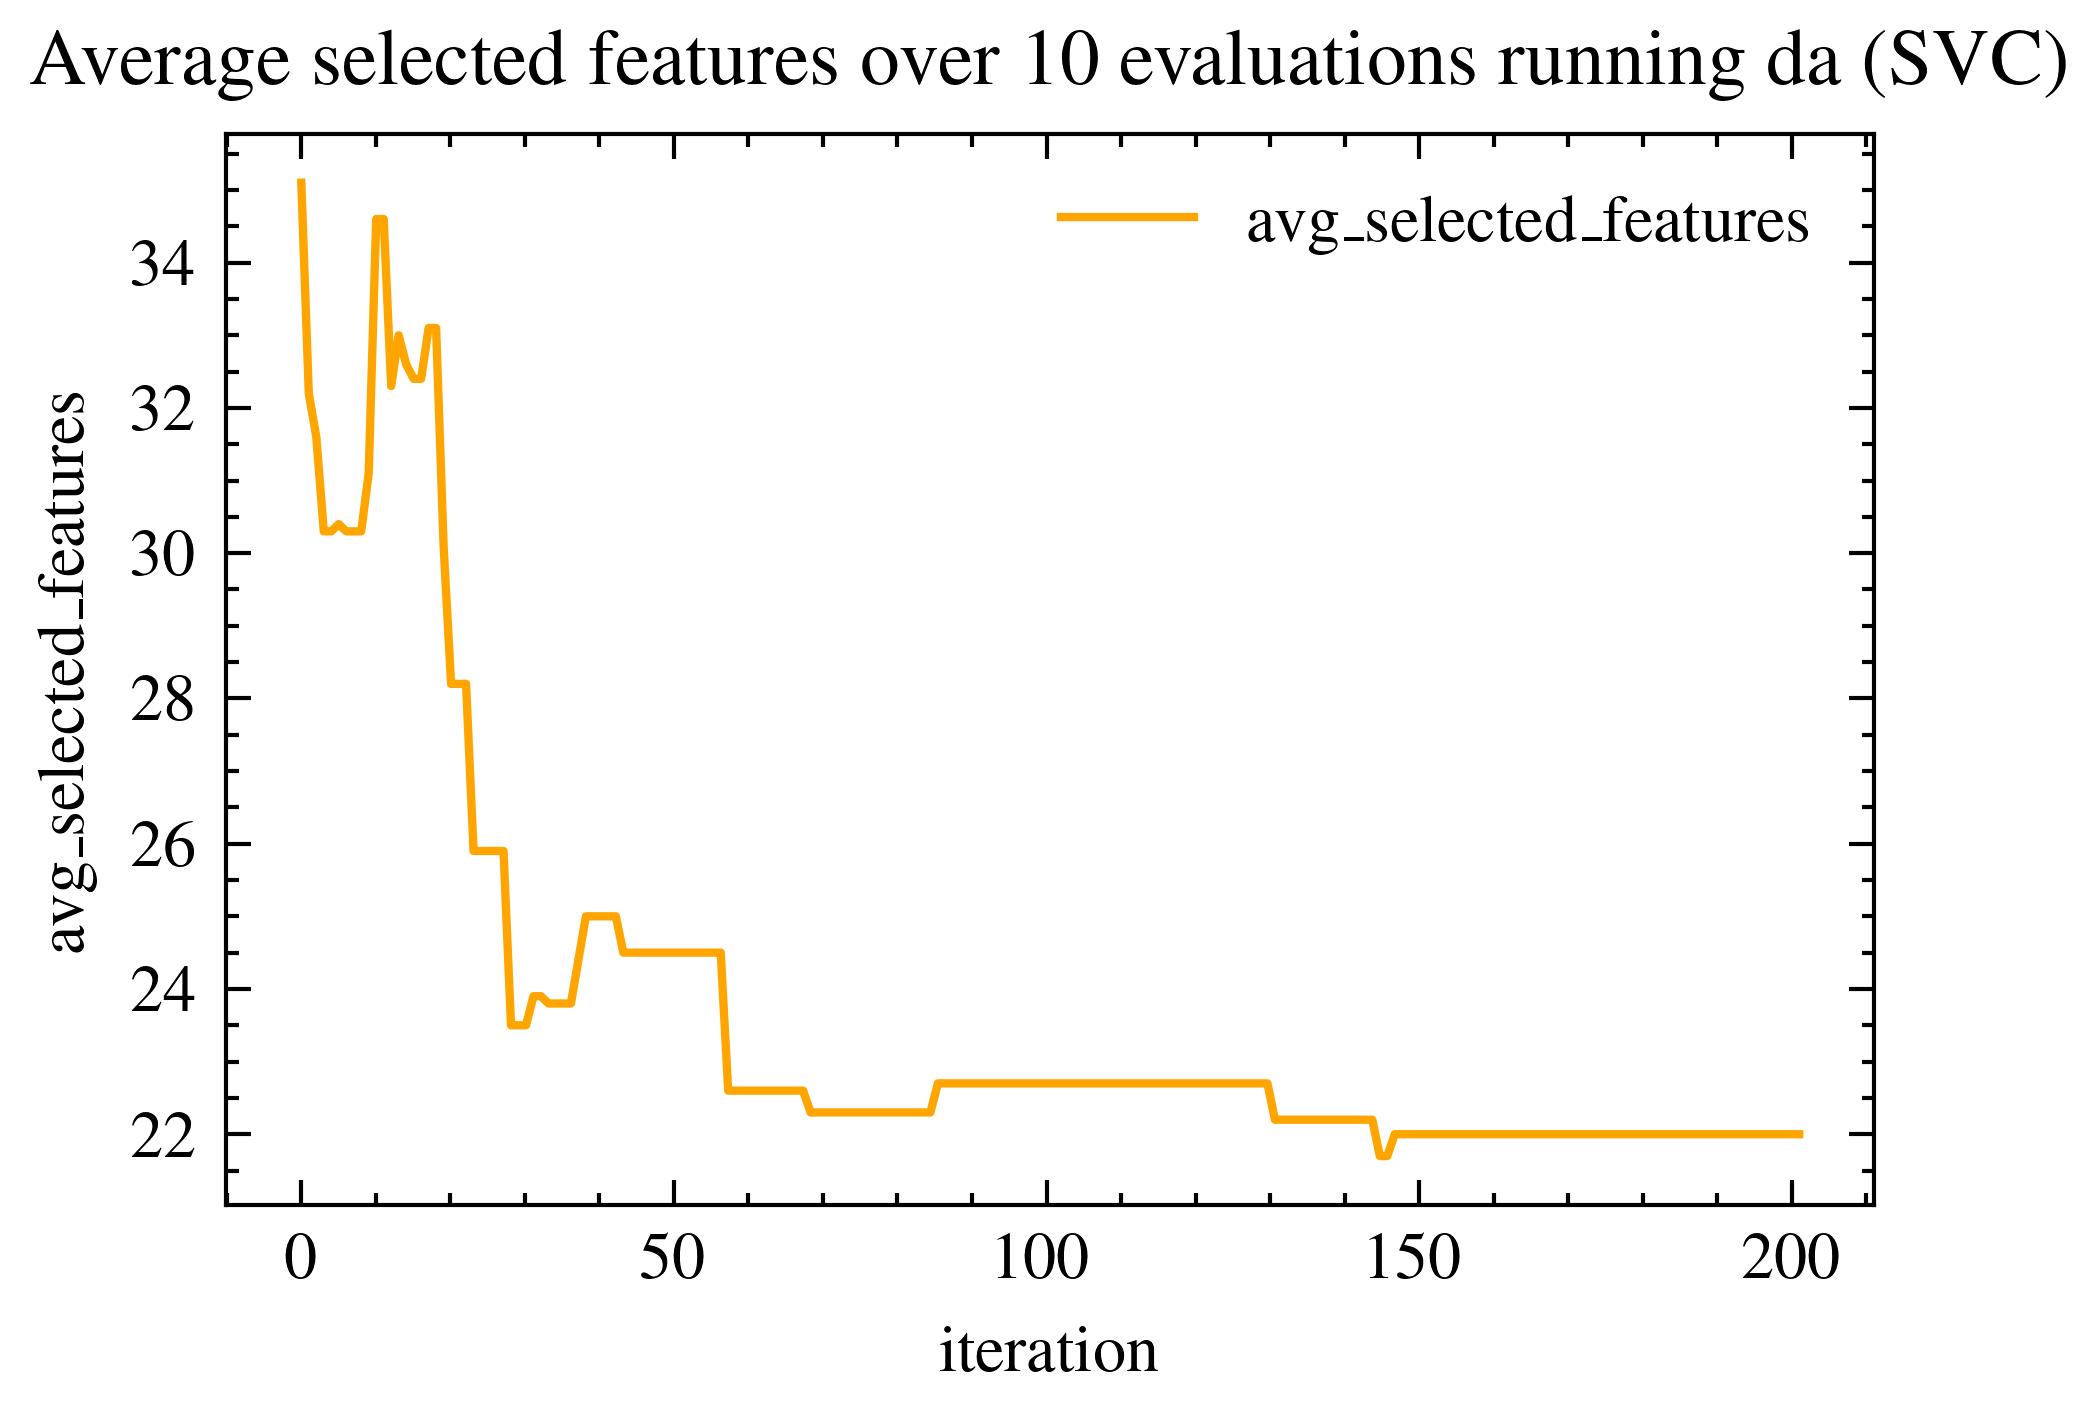 Average selected features over 10 evaluations running da (SVC)
avg_selected_features
34
32
30
28
26
24
22
avg_selected_features
0 50 100 150 200
iteration